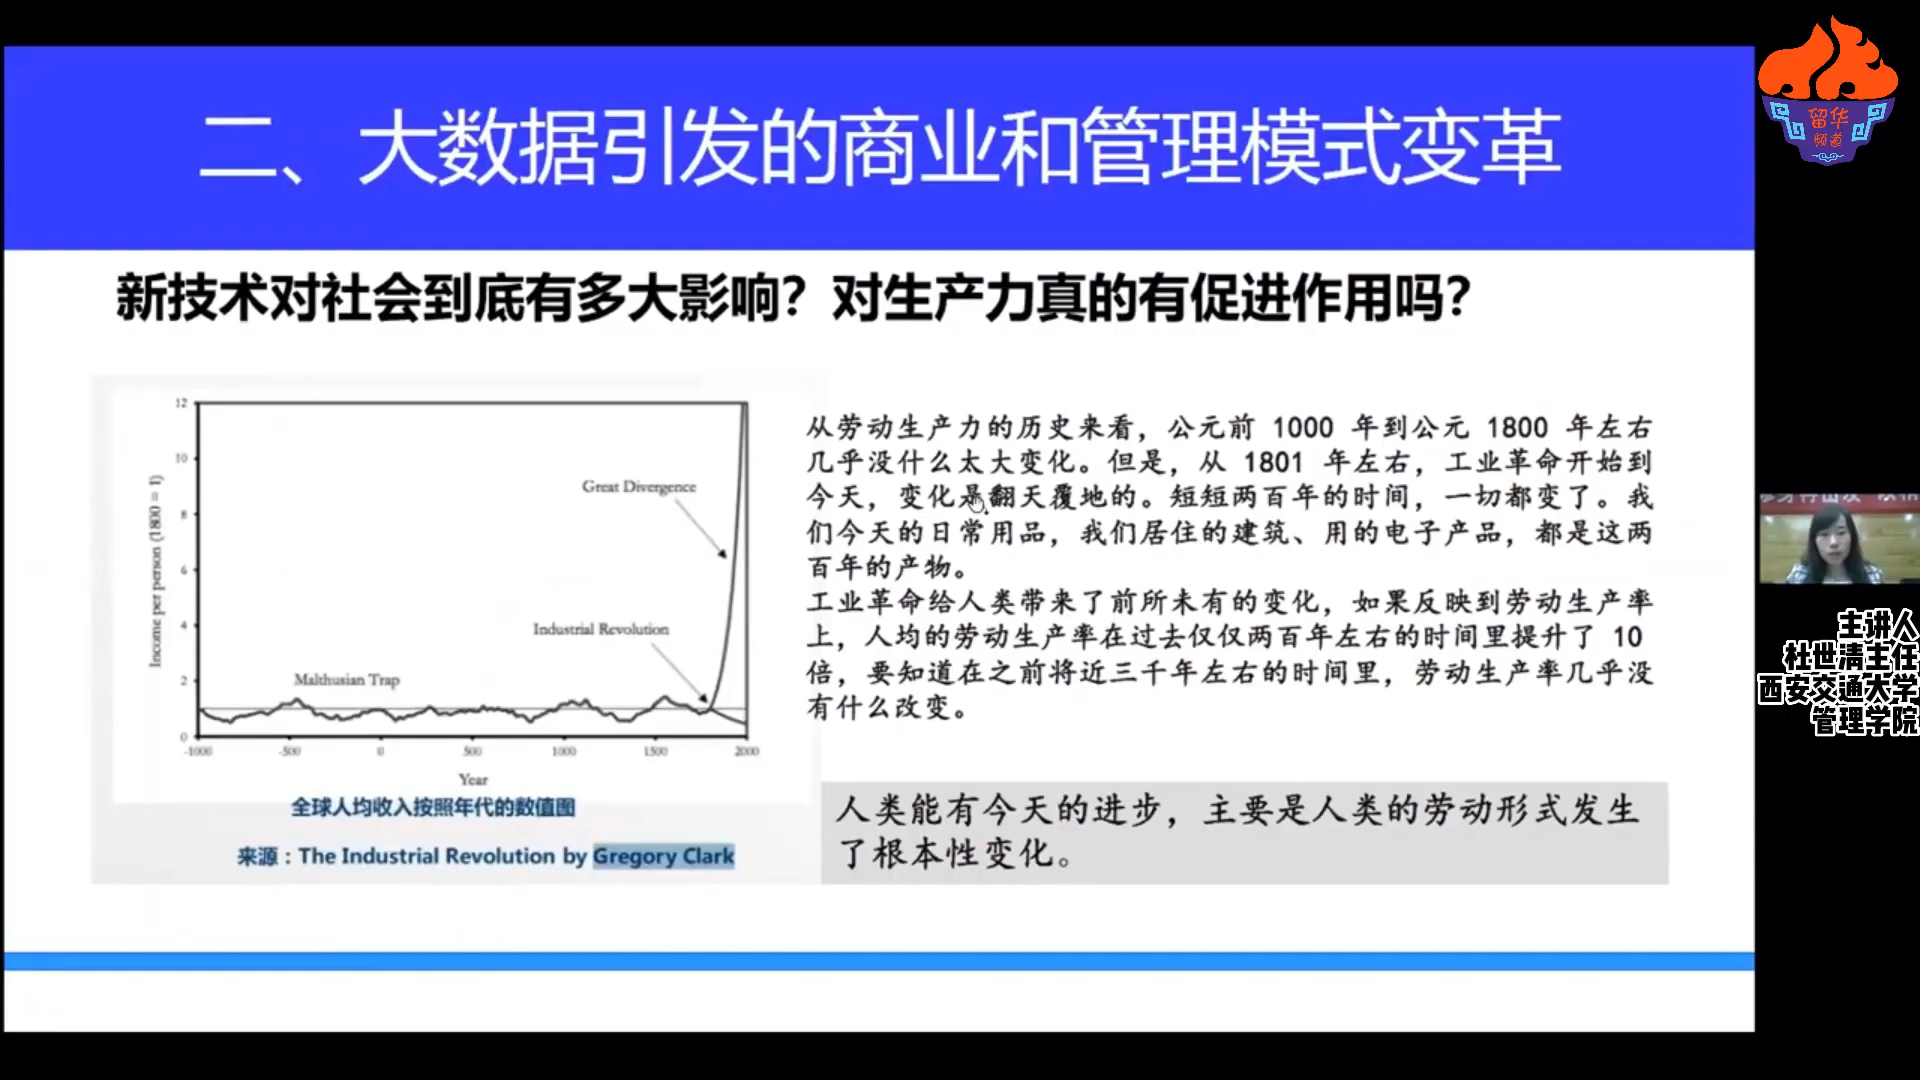 二、大数据引发的商业和管理模式变革
留华
频道
新技术对社会到底有多大影响？对生产力真的有促进作用吗？
12
10
8
6
4
2
0
Income per person (1800 = 1)
Great Divergence
Industrial Revolution
Malthusian Trap
-1000
-500
0
500
1000
1500
2000
Year
全球人均收入按照年代的数值图
来源：The Industrial Revolution by Gregory Clark
从劳动生产力的历史来看，公元前 1000 年到公元 1800 年左右
几乎没什么太大变化。但是，从 1801 年左右，工业革命开始到
今天，变化是翻天覆地的。短短两百年的时间，一切都变了。我
们今天的日常用品，我们居住的建筑、用的电子产品，都是这两
百年的产物。
工业革命给人类带来了前所未有的变化，如果反映到劳动生产率
上，人均的劳动生产率在过去仅仅两百年左右的时间里提升了 10
倍，要知道在之前将近三千年左右的时间里，劳动生产率几乎没
有什么改变。
人类能有今天的进步，主要是人类的劳动形式发生
了根本性变化。
主讲人
杜世清主任
西安交通大学
管理学院